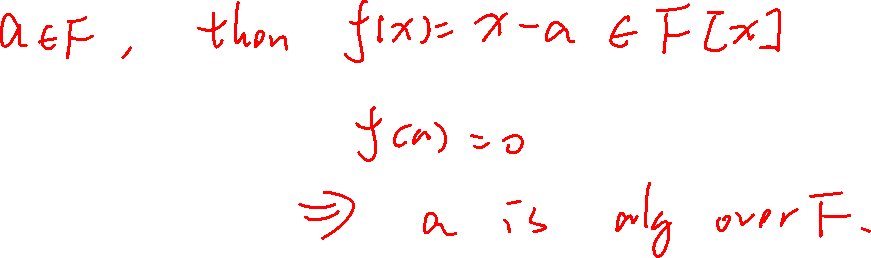 a ∈ F, then f(x) = x - a ∈ F[x]
f(a) = 0
⇒ a is alg over F.